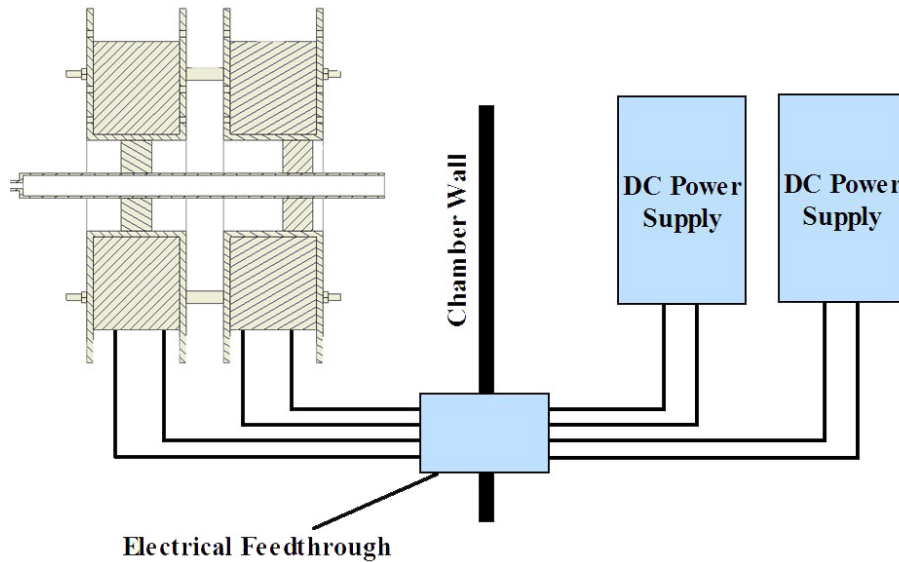 Chamber Wall
DC Power
Supply
DC Power
Supply
Electrical Feedthrough